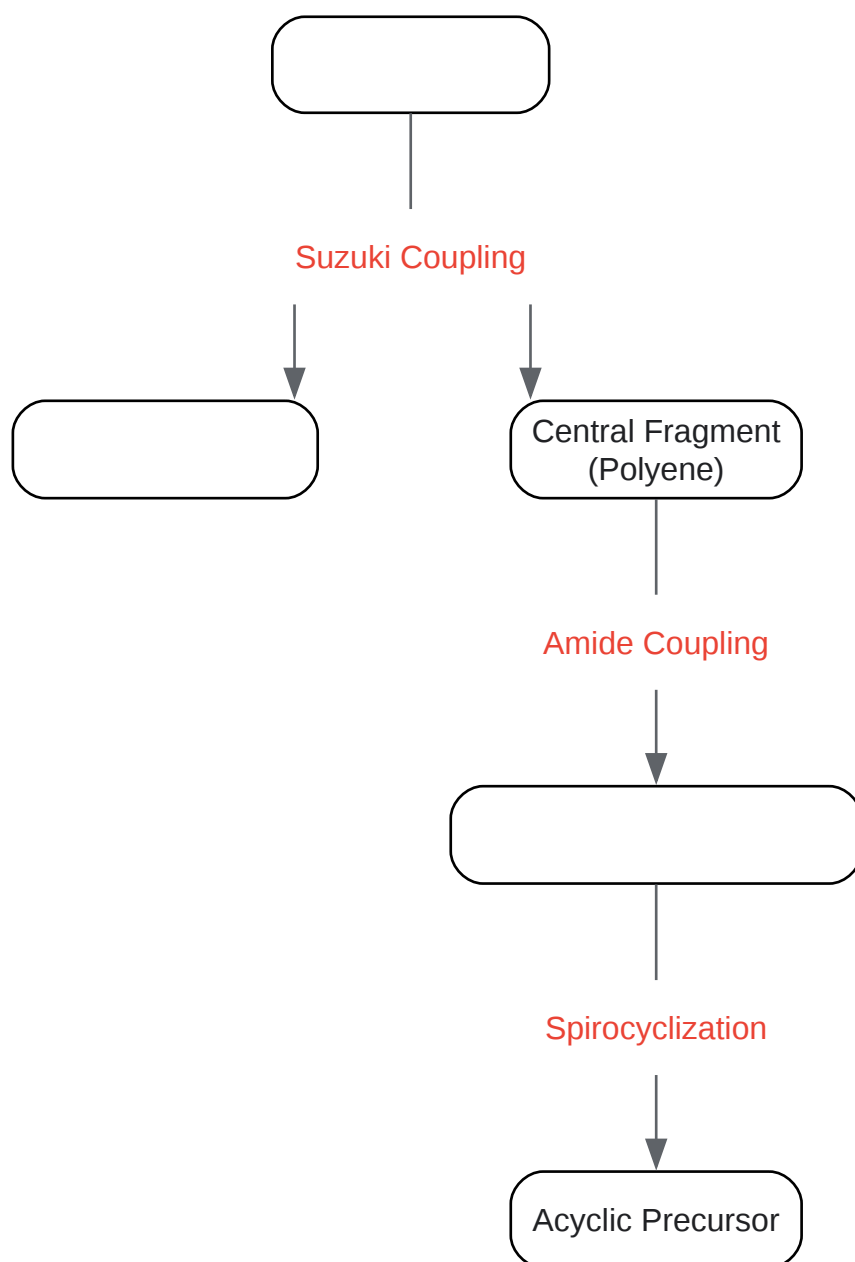 Suzuki Coupling
Central Fragment
(Polyene)
Amide Coupling
Spirocyclization
Acyclic Precursor